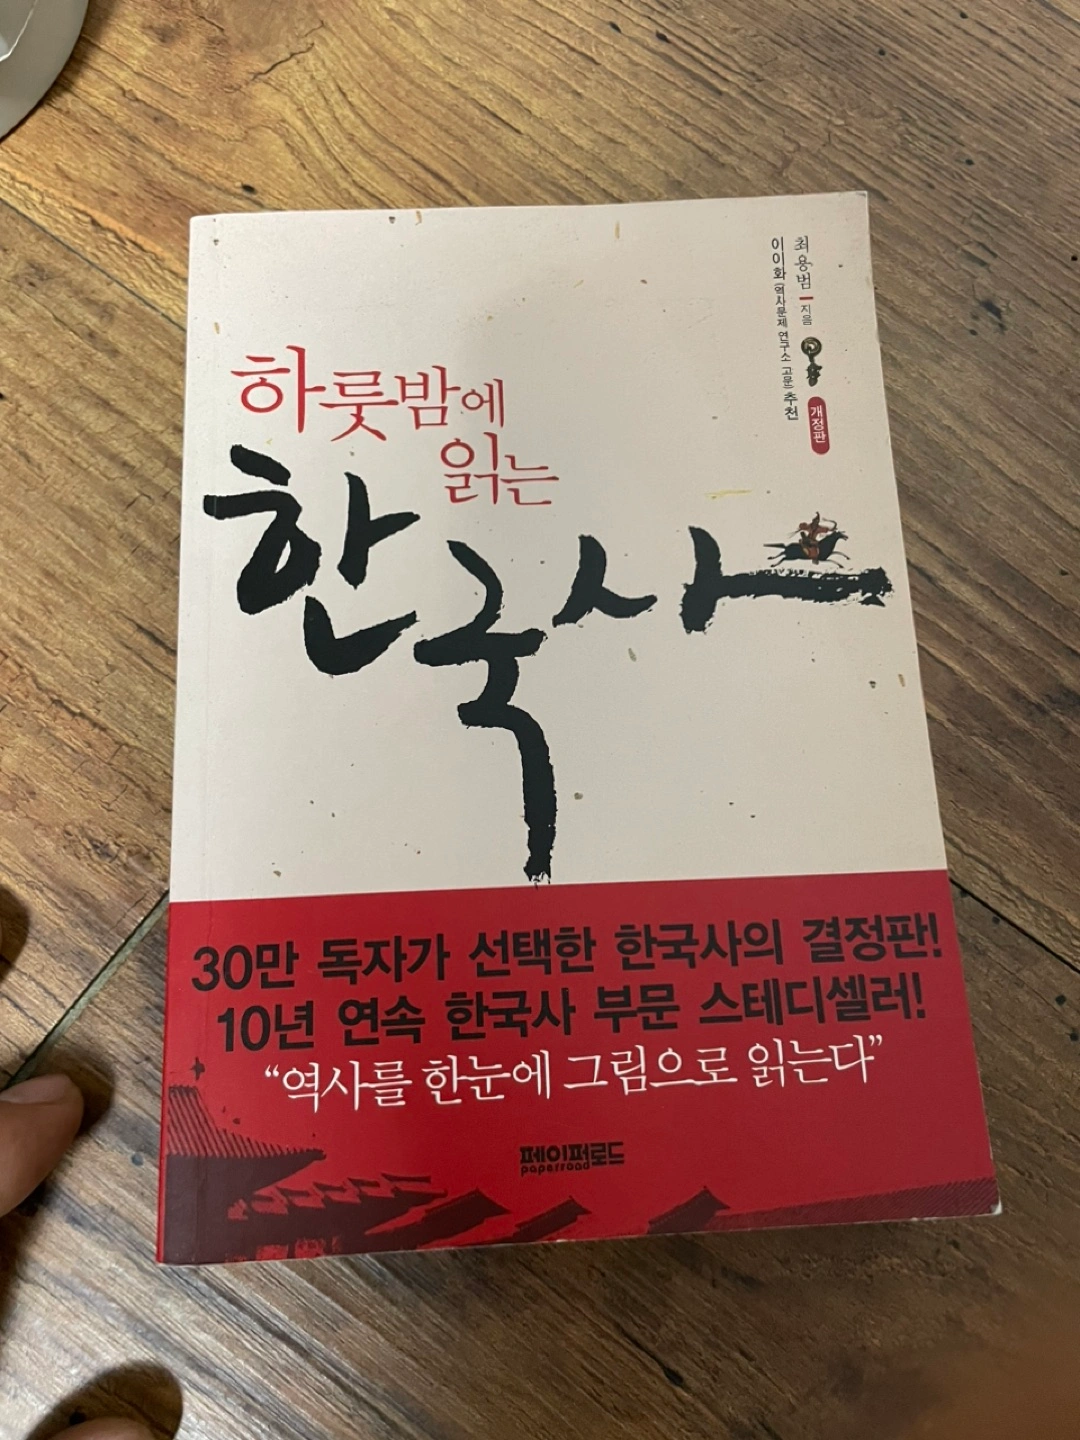 최용범 지음
이이화 (역사문제 연구소 고문) 추천
개정판
하룻밤에
읽는
한국사
30만 독자가 선택한 한국사의 결정판!
10년 연속 한국사 부문 스테디셀러!
“역사를 한눈에 그림으로 읽는다”
페이퍼로드
paperroad